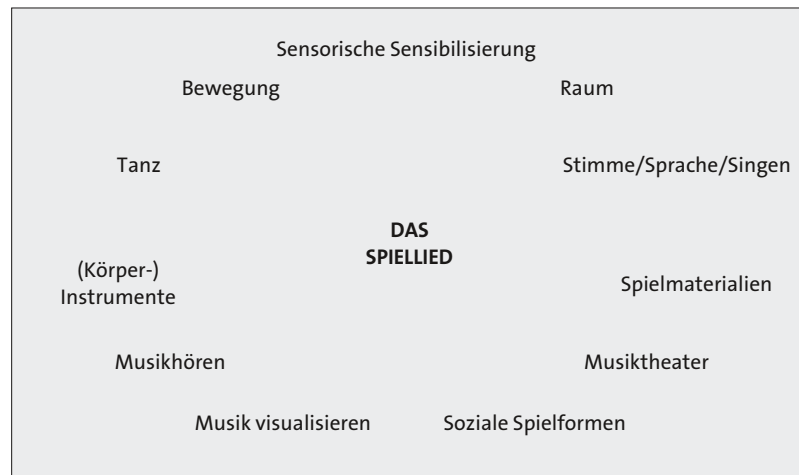 Sensorische Sensibilisierung
Bewegung
Raum
Tanz
Stimme/Sprache/Singen
DAS
SPIELLIED
(Körper-)
Instrumente
Spielmaterialien
Musikhören
Musiktheater
Musik visualisieren
Soziale Spielformen